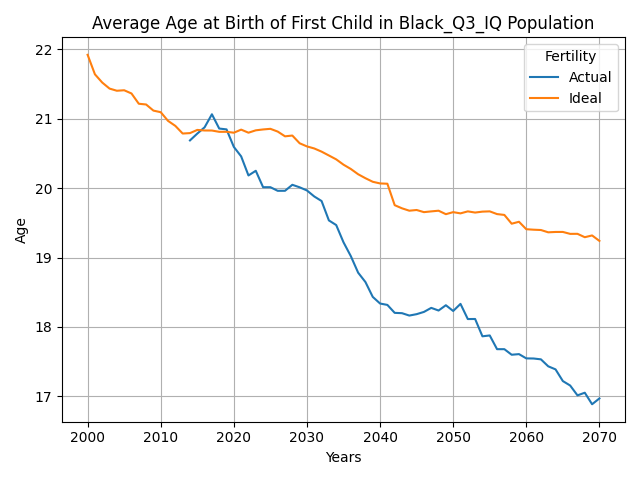 Average Age at Birth of First Child in Black_Q3_IQ Population
Fertility
Actual
Ideal
Age
22
21
20
19
18
17
2000 2010 2020 2030 2040 2050 2060 2070
Years